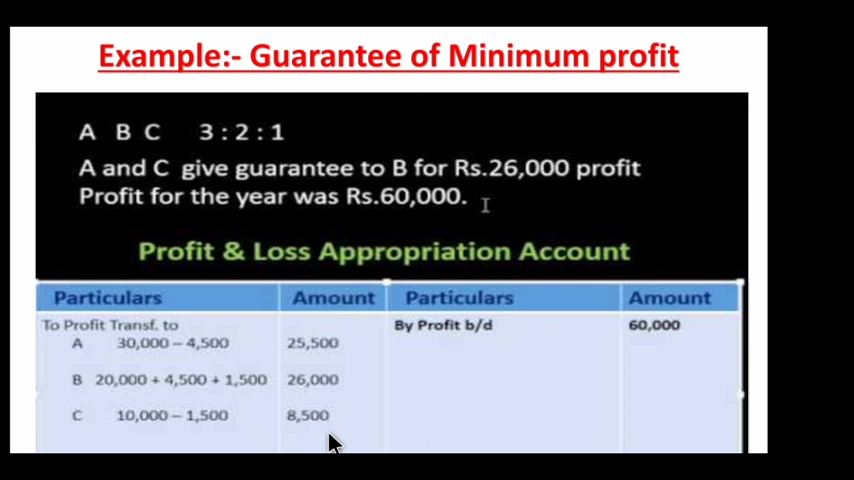 Example:- Guarantee of Minimum profit
A B C 3 : 2 : 1
A and C give guarantee to B for Rs.26,000 profit
Profit for the year was Rs.60,000.
Profit & Loss Appropriation Account
Particulars Amount Particulars Amount
To Profit Transf. to By Profit b/d 60,000
A 30,000 – 4,500 25,500
B 20,000 + 4,500 + 1,500 26,000
C 10,000 – 1,500 8,500